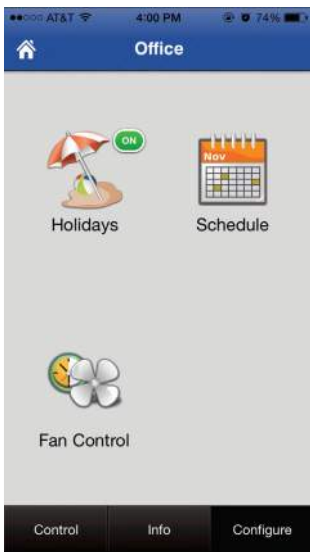 AT&T 4:00 PM 74%
Office
ON
Nov
Holidays Schedule
Fan Control
Control Info Configure